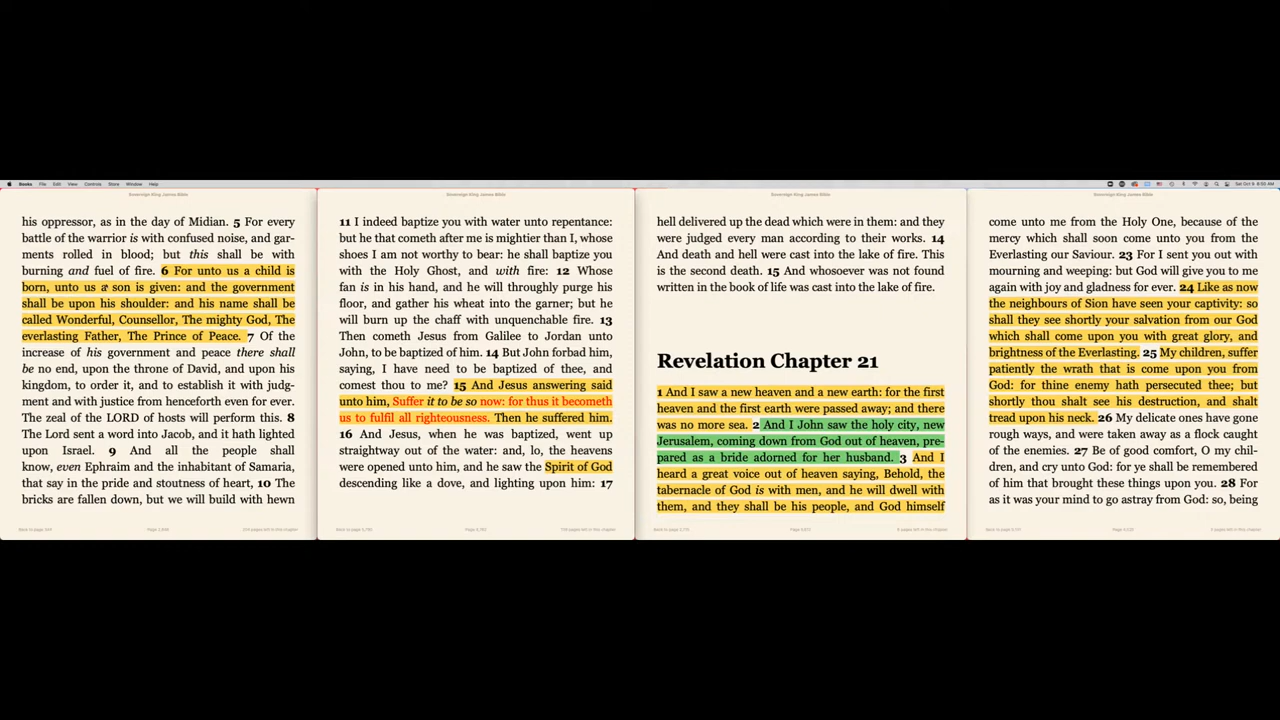 Books File Edit View Controls Store Window Help
Sat Oct 9 8:50 AM
Sovereign King James Bible
his oppressor, as in the day of Midian. 5 For every
battle of the warrior is with confused noise, and gar-
ments rolled in blood; but this shall be with
burning and fuel of fire. 6 For unto us a child is
born, unto us a son is given: and the government
shall be upon his shoulder: and his name shall be
called Wonderful, Counsellor, The mighty God, The
everlasting Father, The Prince of Peace. 7 Of the
increase of his government and peace there shall
be no end, upon the throne of David, and upon his
kingdom, to order it, and to establish it with judg-
ment and with justice from henceforth even for ever.
The zeal of the LORD of hosts will perform this. 8
The Lord sent a word into Jacob, and it hath lighted
upon Israel. 9 And all the people shall
know, even Ephraim and the inhabitant of Samaria,
that say in the pride and stoutness of heart, 10 The
bricks are fallen down, but we will build with hewn
Sovereign King James Bible
11 I indeed baptize you with water unto repentance:
but he that cometh after me is mightier than I, whose
shoes I am not worthy to bear: he shall baptize you
with the Holy Ghost, and with fire: 12 Whose
fan is in his hand, and he will throughly purge his
floor, and gather his wheat into the garner; but he
will burn up the chaff with unquenchable fire. 13
Then cometh Jesus from Galilee to Jordan unto
John, to be baptized of him. 14 But John forbad him,
saying, I have need to be baptized of thee, and
comest thou to me? 15 And Jesus answering said
unto him, Suffer it to be so now: for thus it becometh
us to fulfil all righteousness. Then he suffered him.
16 And Jesus, when he was baptized, went up
straightway out of the water: and, lo, the heavens
were opened unto him, and he saw the Spirit of God
descending like a dove, and lighting upon him: 17
Sovereign King James Bible
hell delivered up the dead which were in them: and they
were judged every man according to their works. 14
And death and hell were cast into the lake of fire.
This is the second death. 15 And whosoever was not found
written in the book of life was cast into the lake of fire.
Revelation Chapter 21
1 And I saw a new heaven and a new earth: for the first
heaven and the first earth were passed away; and there
was no more sea. 2 And I John saw the holy city, new
Jerusalem, coming down from God out of heaven, pre-
pared as a bride adorned for her husband. 3 And I
heard a great voice out of heaven saying, Behold, the
tabernacle of God is with men, and he will dwell with
them, and they shall be his people, and God himself
Sovereign King James Bible
come unto me from the Holy One, because of the
mercy which shall soon come unto you from the
Everlasting our Saviour. 23 For I sent you out with
mourning and weeping: but God will give you to me
again with joy and gladness for ever. 24 Like as now
the neighbours of Sion have seen your captivity: so
shall they see shortly your salvation from our God
which shall come upon you with great glory, and
brightness of the Everlasting. 25 My children, suffer
patiently the wrath that is come upon you from
God: for thine enemy hath persecuted thee; but
shortly thou shalt see his destruction, and shalt
tread upon his neck. 26 My delicate ones have gone
rough ways, and were taken away as a flock caught
of the enemies. 27 Be of good comfort, O my chil-
dren, and cry unto God: for ye shall be remembered
of him that brought these things upon you. 28 For
as it was your mind to go astray from God: so, being